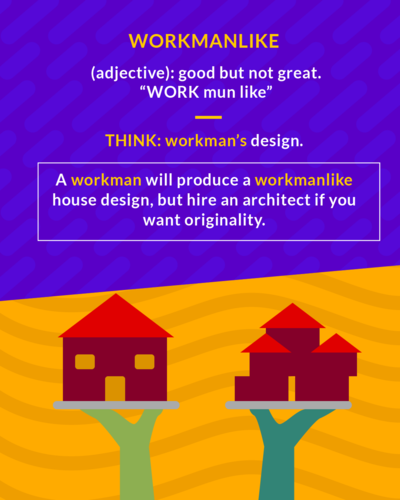 WORKMANLIKE
(adjective): good but not great.
“WORK mun like”
THINK: workman’s design.
A workman will produce a workmanlike
house design, but hire an architect if you
want originality.